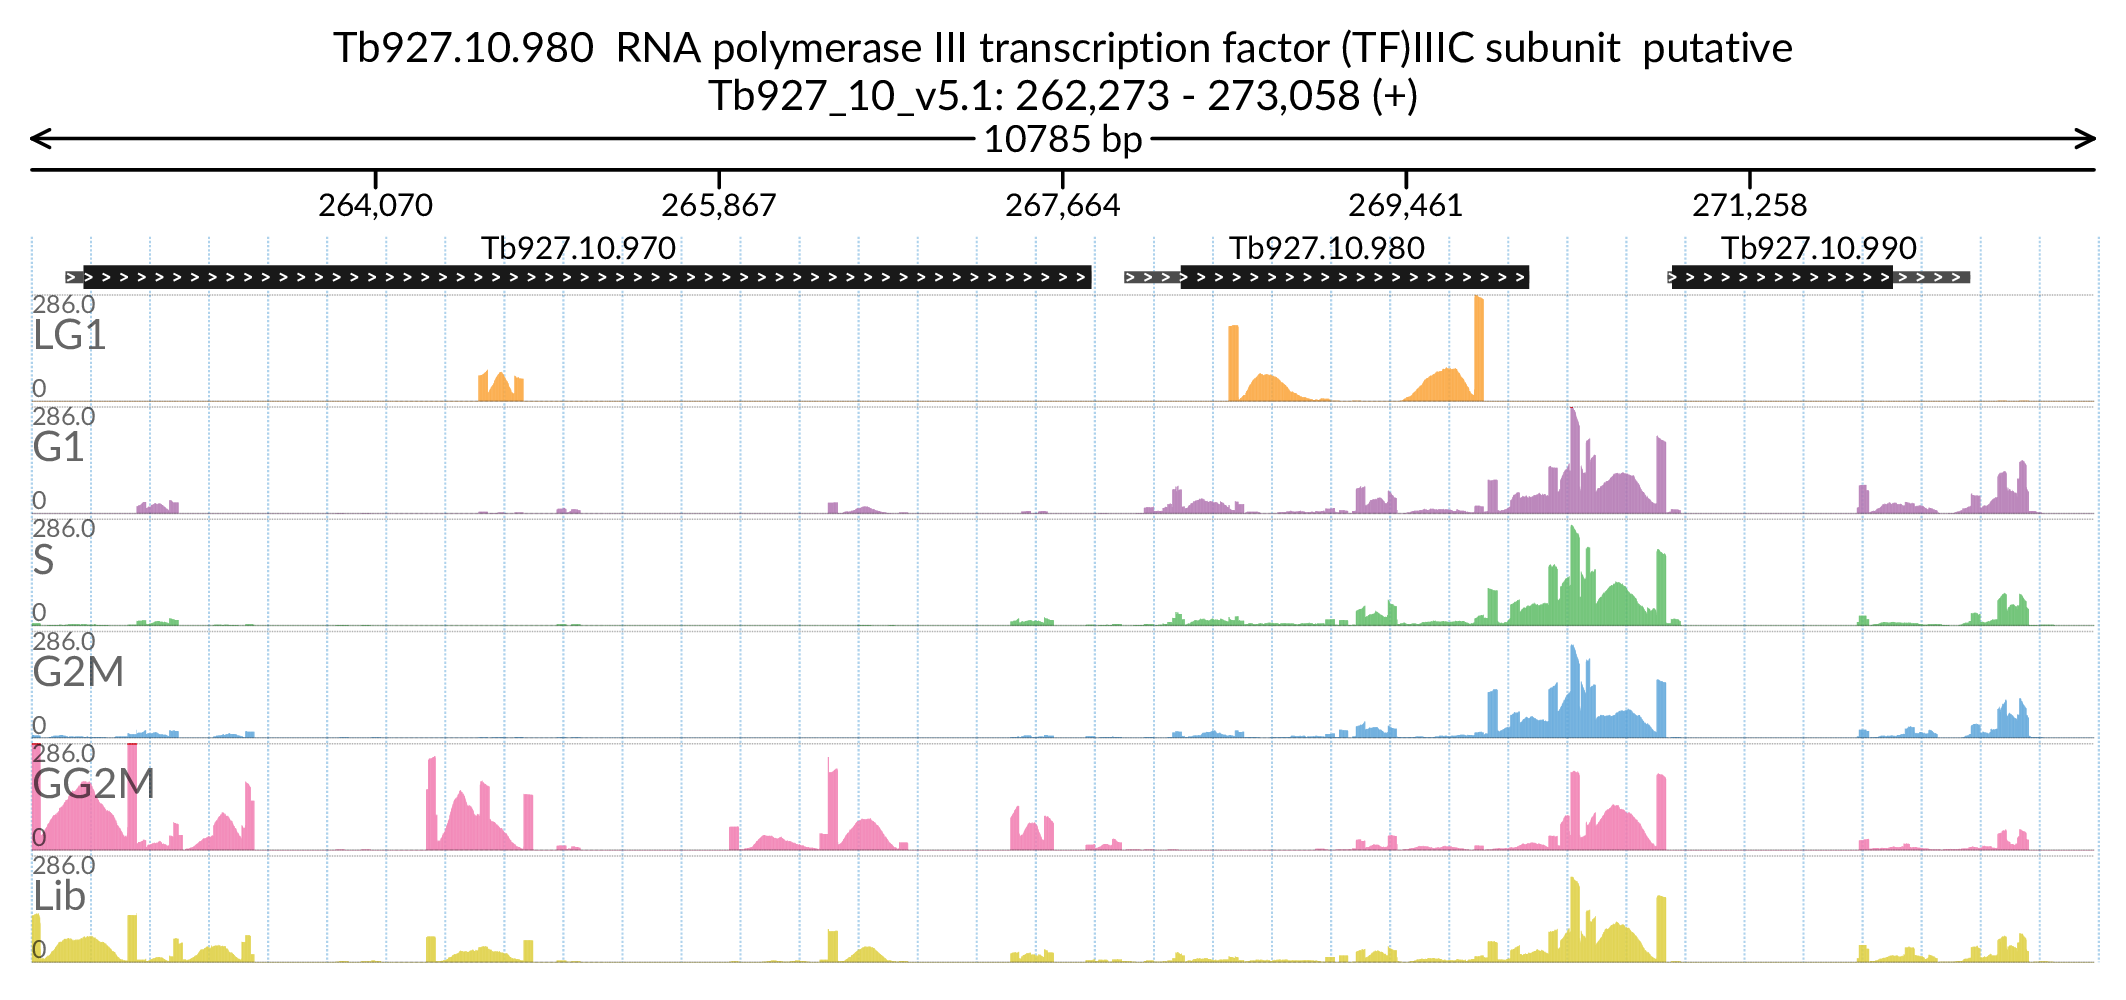 Tb927.10.980  RNA polymerase III transcription factor (TF)IIIC subunit  putative
Tb927_10_v5.1: 262,273 - 273,058 (+)
10785 bp
264,070 265,867 267,664 269,461 271,258
Tb927.10.970 Tb927.10.980 Tb927.10.990
286.0
LG1
0
286.0
G1
0
286.0
S
0
286.0
G2M
0
286.0
GG2M
0
286.0
Lib
0